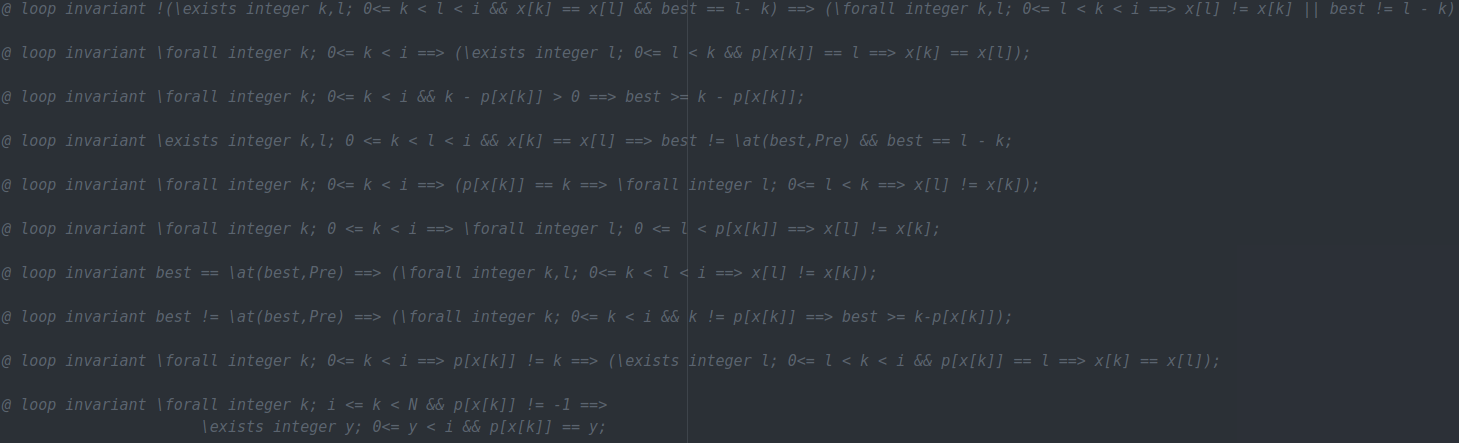 @ loop invariant !(\exists integer k,l; 0<= k < l < i && x[k] == x[l] && best == l- k) ==> (\forall integer k,l; 0<= l < k < i ==> x[l] != x[k] || best != l - k)
@ loop invariant \forall integer k; 0<= k < i ==> (\exists integer l; 0<= l < k && p[x[k]] == l ==> x[k] == x[l]);
@ loop invariant \forall integer k; 0<= k < i && k - p[x[k]] > 0 ==> best >= k - p[x[k]];
@ loop invariant \exists integer k,l; 0 <= k < l < i && x[k] == x[l] ==> best != \at(best,Pre) && best == l - k;
@ loop invariant \forall integer k; 0<= k < i ==> (p[x[k]] == k ==> \forall integer l; 0<= l < k ==> x[l] != x[k]);
@ loop invariant \forall integer k; 0 <= k < i ==> \forall integer l; 0 <= l < p[x[k]] ==> x[l] != x[k];
@ loop invariant best == \at(best,Pre) ==> (\forall integer k,l; 0<= k < l < i ==> x[l] != x[k]);
@ loop invariant best != \at(best,Pre) ==> (\forall integer k; 0<= k < i && k != p[x[k]] ==> best >= k-p[x[k]]);
@ loop invariant \forall integer k; 0<= k < i ==> p[x[k]] != k ==> (\exists integer l; 0<= l < k < i && p[x[k]] == l ==> x[k] == x[l]);
@ loop invariant \forall integer k; i <= k < N && p[x[k]] != -1 ==>
\exists integer y; 0<= y < i && p[x[k]] == y;